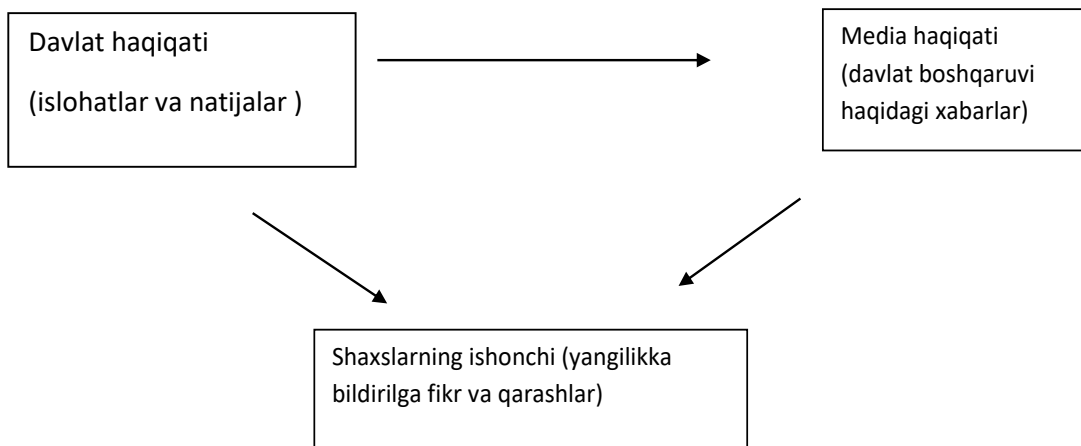 Davlat haqiqati
(islohatlar va natijalar )
Media haqiqati
(davlat boshqaruvi
haqidagi xabarlar)
Shaxslarning ishonchi (yangilikka
bildirilga fikr va qarashlar)